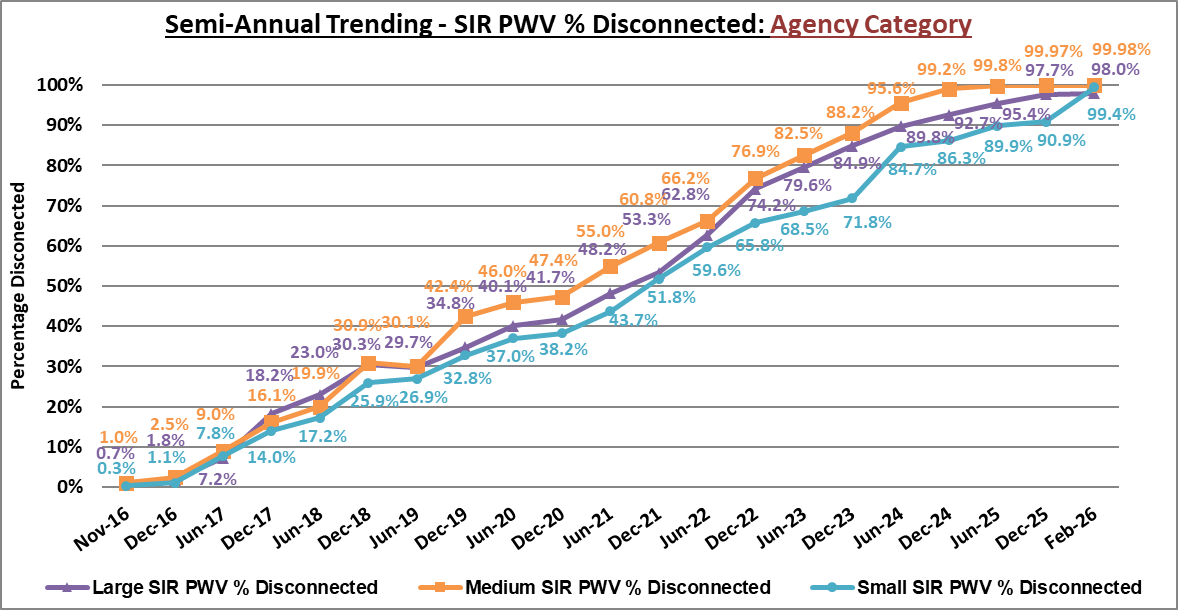 Semi-Annual Trending - SIR PWV % Disconnected: Agency Category
Percentage Disconected
100%
90%
80%
70%
60%
50%
40%
30%
20%
10%
0%
1.0%
2.5%
9.0%
16.1%
19.9%
30.9%
30.1%
42.4%
46.0%
47.4%
55.0%
60.8%
66.2%
76.9%
82.5%
88.2%
95.6%
99.2%
99.8%
99.97%
99.98%
0.7%
1.8%
7.2%
18.2%
23.0%
30.3%
29.7%
34.8%
40.1%
41.7%
48.2%
53.3%
62.8%
74.2%
79.6%
84.9%
89.8%
92.7%
95.4%
97.7%
98.0%
0.3%
1.1%
7.8%
14.0%
17.2%
25.9%
26.9%
32.8%
37.0%
38.2%
43.7%
51.8%
59.6%
65.8%
68.5%
71.8%
84.7%
86.3%
89.9%
90.9%
99.4%
Nov-16
Dec-16
Jun-17
Dec-17
Jun-18
Dec-18
Jun-19
Dec-19
Jun-20
Dec-20
Jun-21
Dec-21
Jun-22
Dec-22
Jun-23
Dec-23
Jun-24
Dec-24
Jun-25
Dec-25
Feb-26
Large SIR PWV % Disconnected
Medium SIR PWV % Disconnected
Small SIR PWV % Disconnected